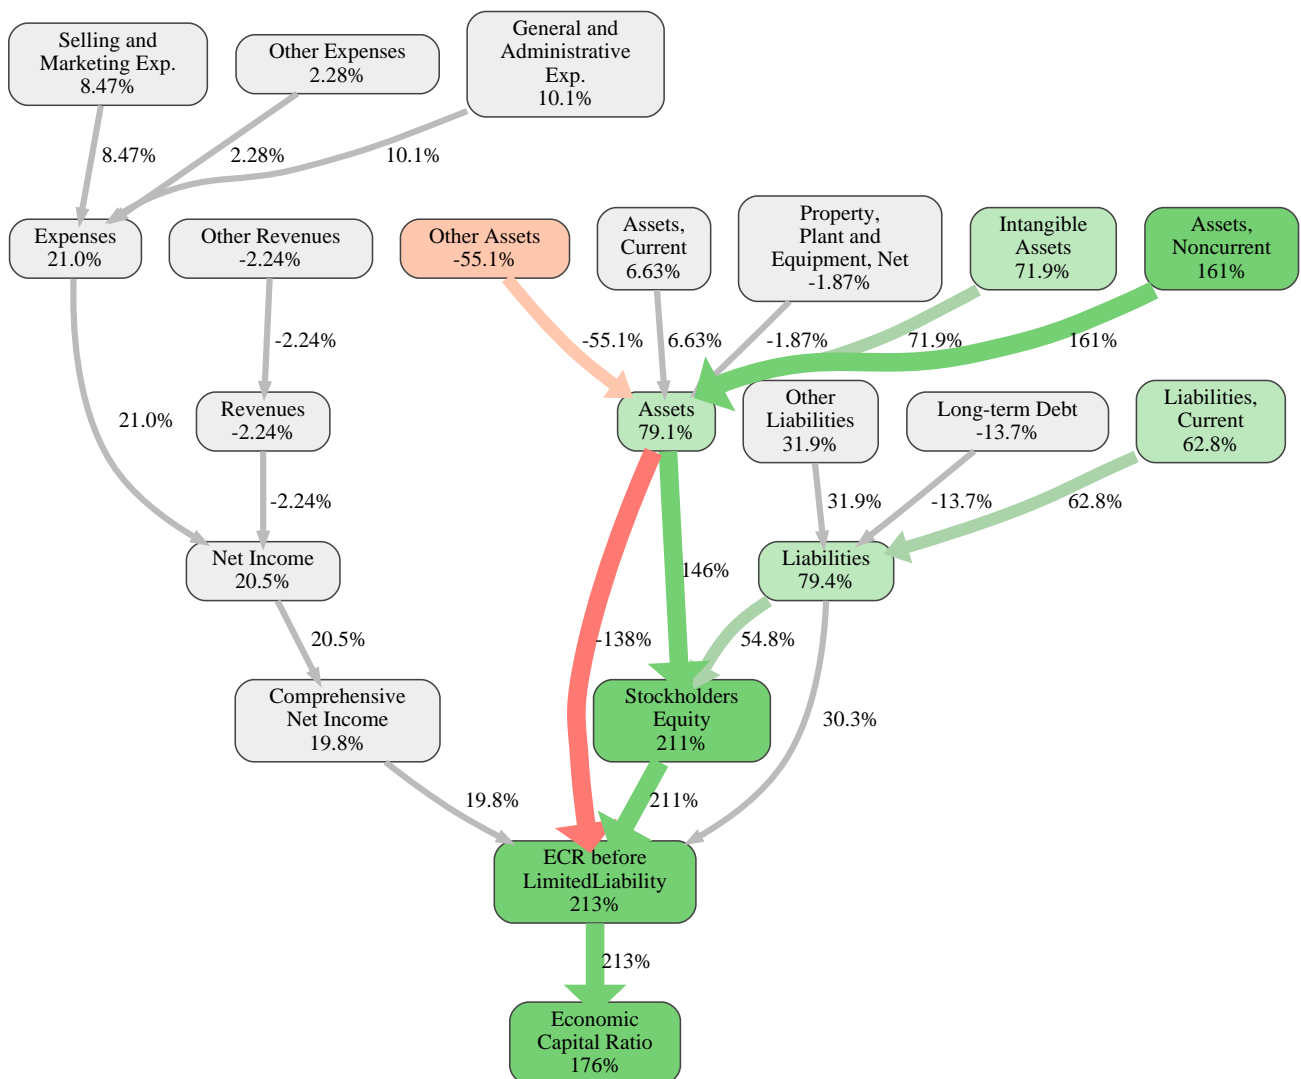 Selling and
Marketing Exp.
8.47%
Other Expenses
2.28%
General and
Administrative
Exp.
10.1%
8.47%
2.28%
10.1%
Expenses
21.0%
Other Revenues
-2.24%
Other Assets
-55.1%
Assets,
Current
6.63%
Property,
Plant and
Equipment, Net
-1.87%
Intangible
Assets
71.9%
Assets,
Noncurrent
161%
-2.24%
-55.1%
6.63%
-1.87%
71.9%
161%
21.0%
Revenues
-2.24%
Assets
79.1%
Other
Liabilities
31.9%
Long-term Debt
-13.7%
Liabilities,
Current
62.8%
-2.24%
31.9%
-13.7%
62.8%
Net Income
20.5%
146%
Liabilities
79.4%
20.5%
-138%
54.8%
Comprehensive
Net Income
19.8%
Stockholders
Equity
211%
30.3%
19.8%
211%
ECR before
LimitedLiability
213%
213%
Economic
Capital Ratio
176%